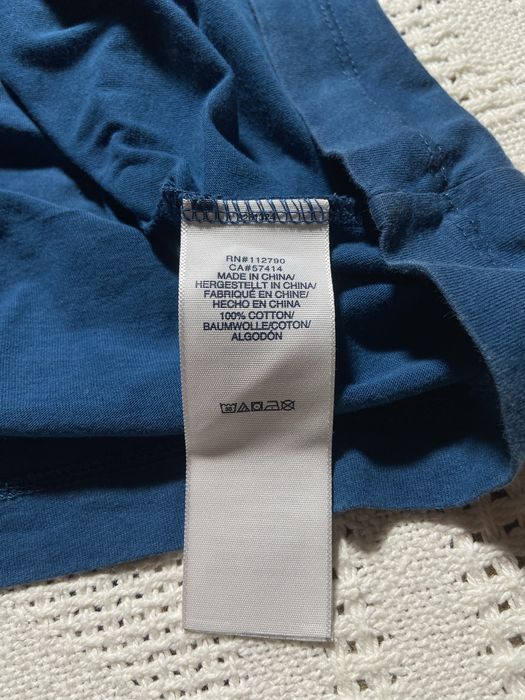 RN#112790
CA#57414
MADE IN CHINA/
HERGESTELLT IN CHINA/
FABRIQUÉ EN CHINE/
HECHO EN CHINA
100% COTTON/
BAUMWOLLE/COTON/
ALGODÓN
30